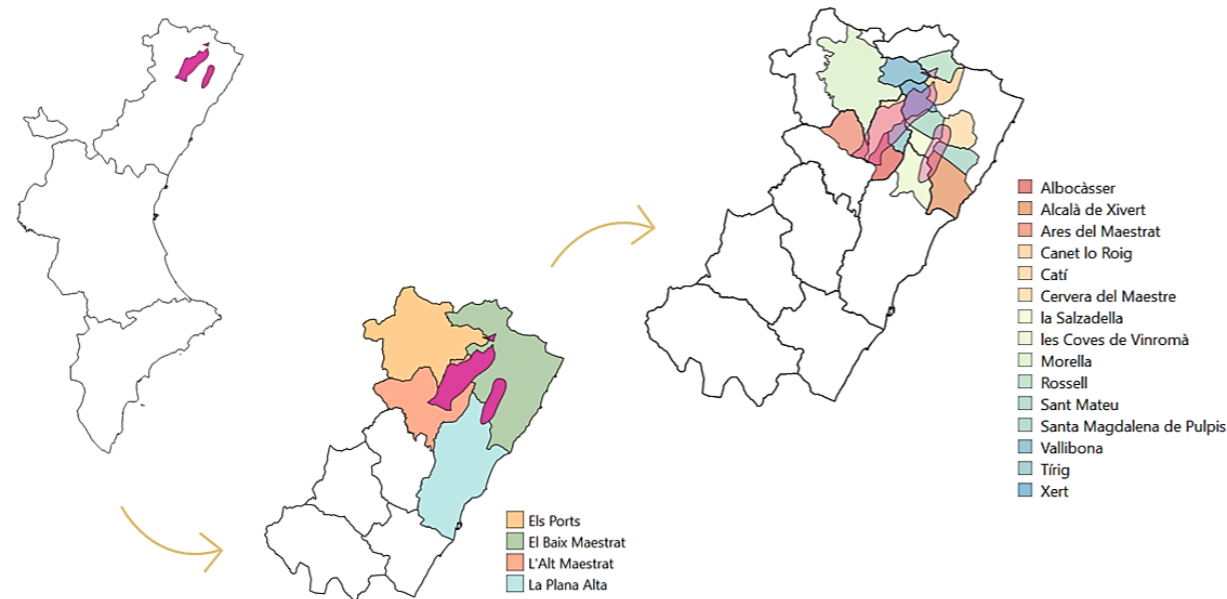 Els Ports
El Baix Maestrat
L'Alt Maestrat
La Plana Alta
Albocàsser
Alcalà de Xivert
Ares del Maestrat
Canet lo Roig
Catí
Cervera del Maestre
la Salzadella
les Coves de Vinromà
Morella
Rossell
Sant Mateu
Santa Magdalena de Pulpis
Vallibona
Tírig
Xert